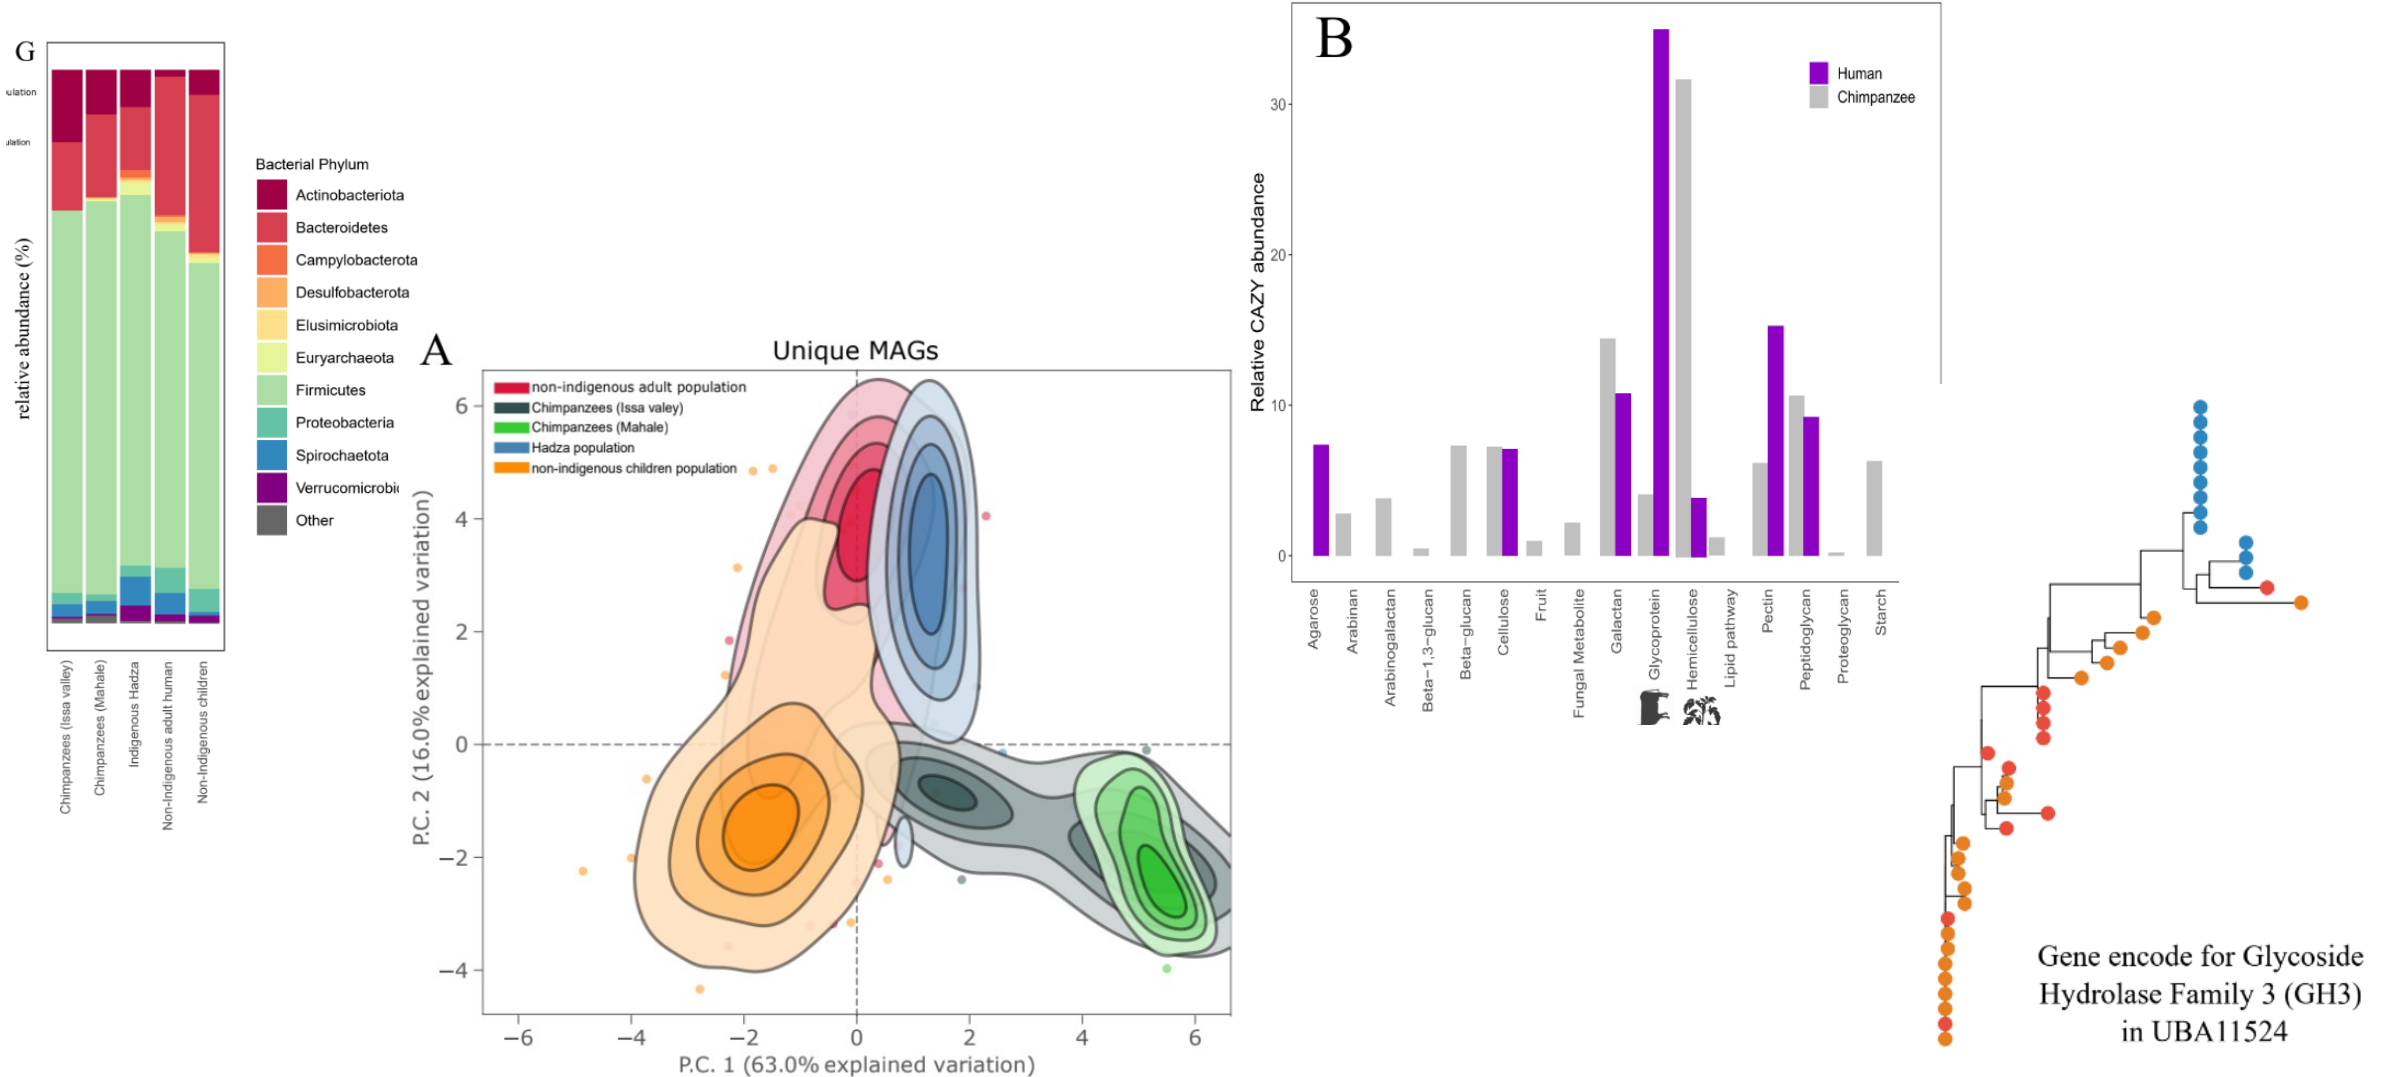 G
ulation
ulation
relative abundance (%)
Chimpanzees (Issa valley)
Chimpanzees (Mahale)
Indigenous Hadza
Non-Indigenous adult human
Non-Indigenous children
Bacterial Phylum
Actinobacteriota
Bacteroidetes
Campylobacterota
Desulfobacterota
Elusimicrobiota
Euryarchaeota
Firmicutes
Proteobacteria
Spirochaetota
Verrucomicrobi
Other
A
Unique MAGs
non-indigenous adult population
Chimpanzees (Issa valey)
Chimpanzees (Mahale)
Hadza population
non-indigenous children population
P.C. 2 (16.0% explained variation)
6
4
2
0
−2
−4
−6
−4
−2
0
2
4
6
P.C. 1 (63.0% explained variation)
B
Human
Chimpanzee
Relative CAZY abundance
30
20
10
0
Agarose
Arabinan
Arabinogalactan
Beta−1,3−glucan
Beta−glucan
Cellulose
Fruit
Fungal Metabolite
Galactan
Glycoprotein
Hemicellulose
Lipid pathway
Pectin
Peptidoglycan
Proteoglycan
Starch
Gene encode for Glycoside
Hydrolase Family 3 (GH3)
in UBA11524